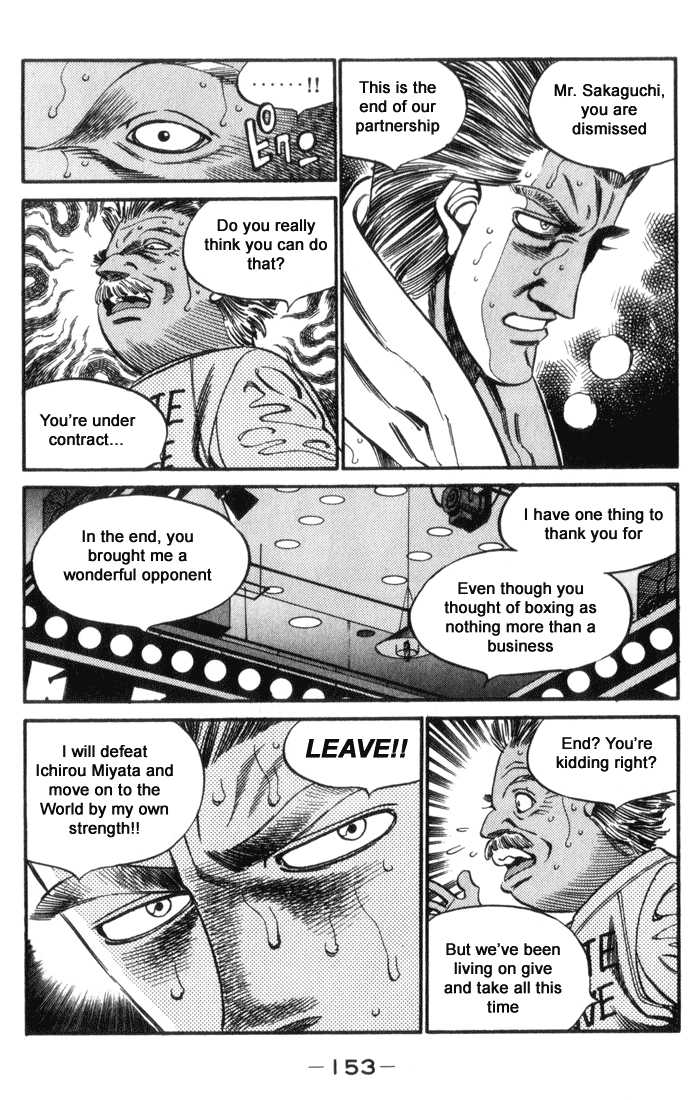 Mr. Sakaguchi,
you are
dismissed
This is the
end of our
partnership
......!!
Do you really
think you can do
that?
You're under
contract...
I have one thing to
thank you for
Even though you
thought of boxing as
nothing more than a
business
In the end, you
brought me a
wonderful opponent
End? You're
kidding right?
But we've been
living on give
and take all this
time
LEAVE!!
I will defeat
Ichirou Miyata and
move on to the
World by my own
strength!!
-153-